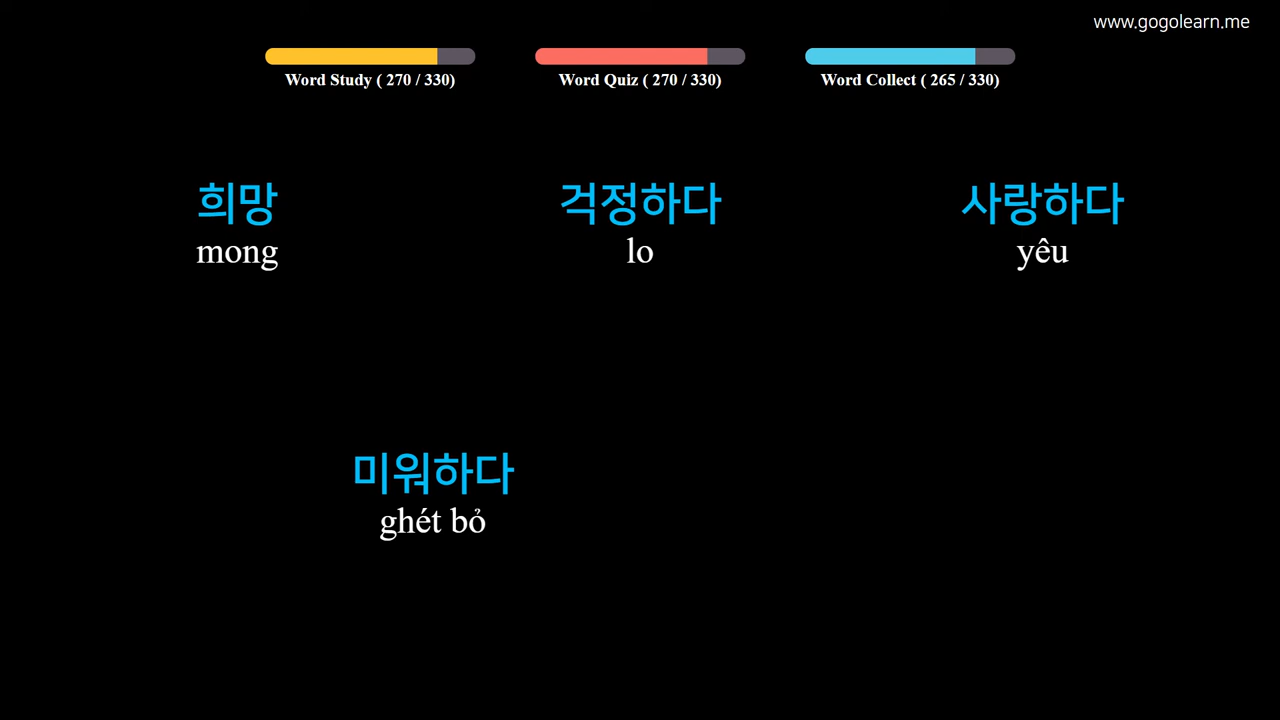 www.gogolearn.me
Word Study ( 270 / 330)
Word Quiz ( 270 / 330)
Word Collect ( 265 / 330)
희망
mong
걱정하다
lo
사랑하다
yêu
미워하다
ghét bỏ